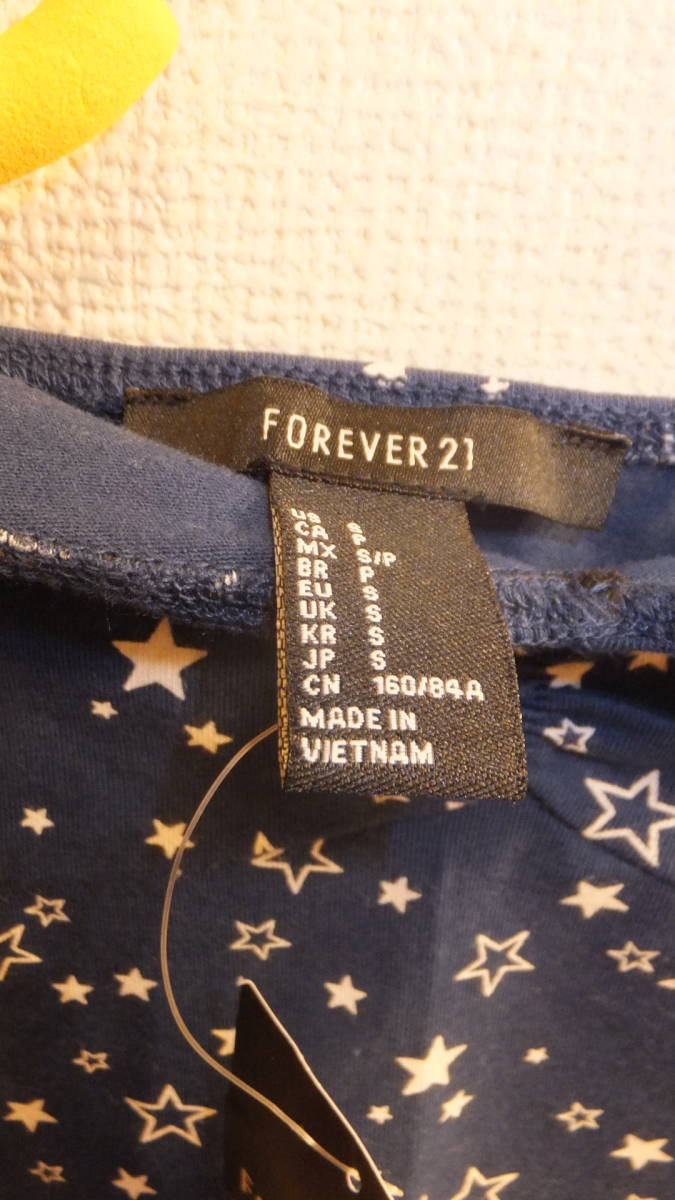 FOREVER 21
US S
CA P
MX S/P
BR P
EU S
UK S
KR S
JP S
CN 160/84A
MADE IN
VIETNAM